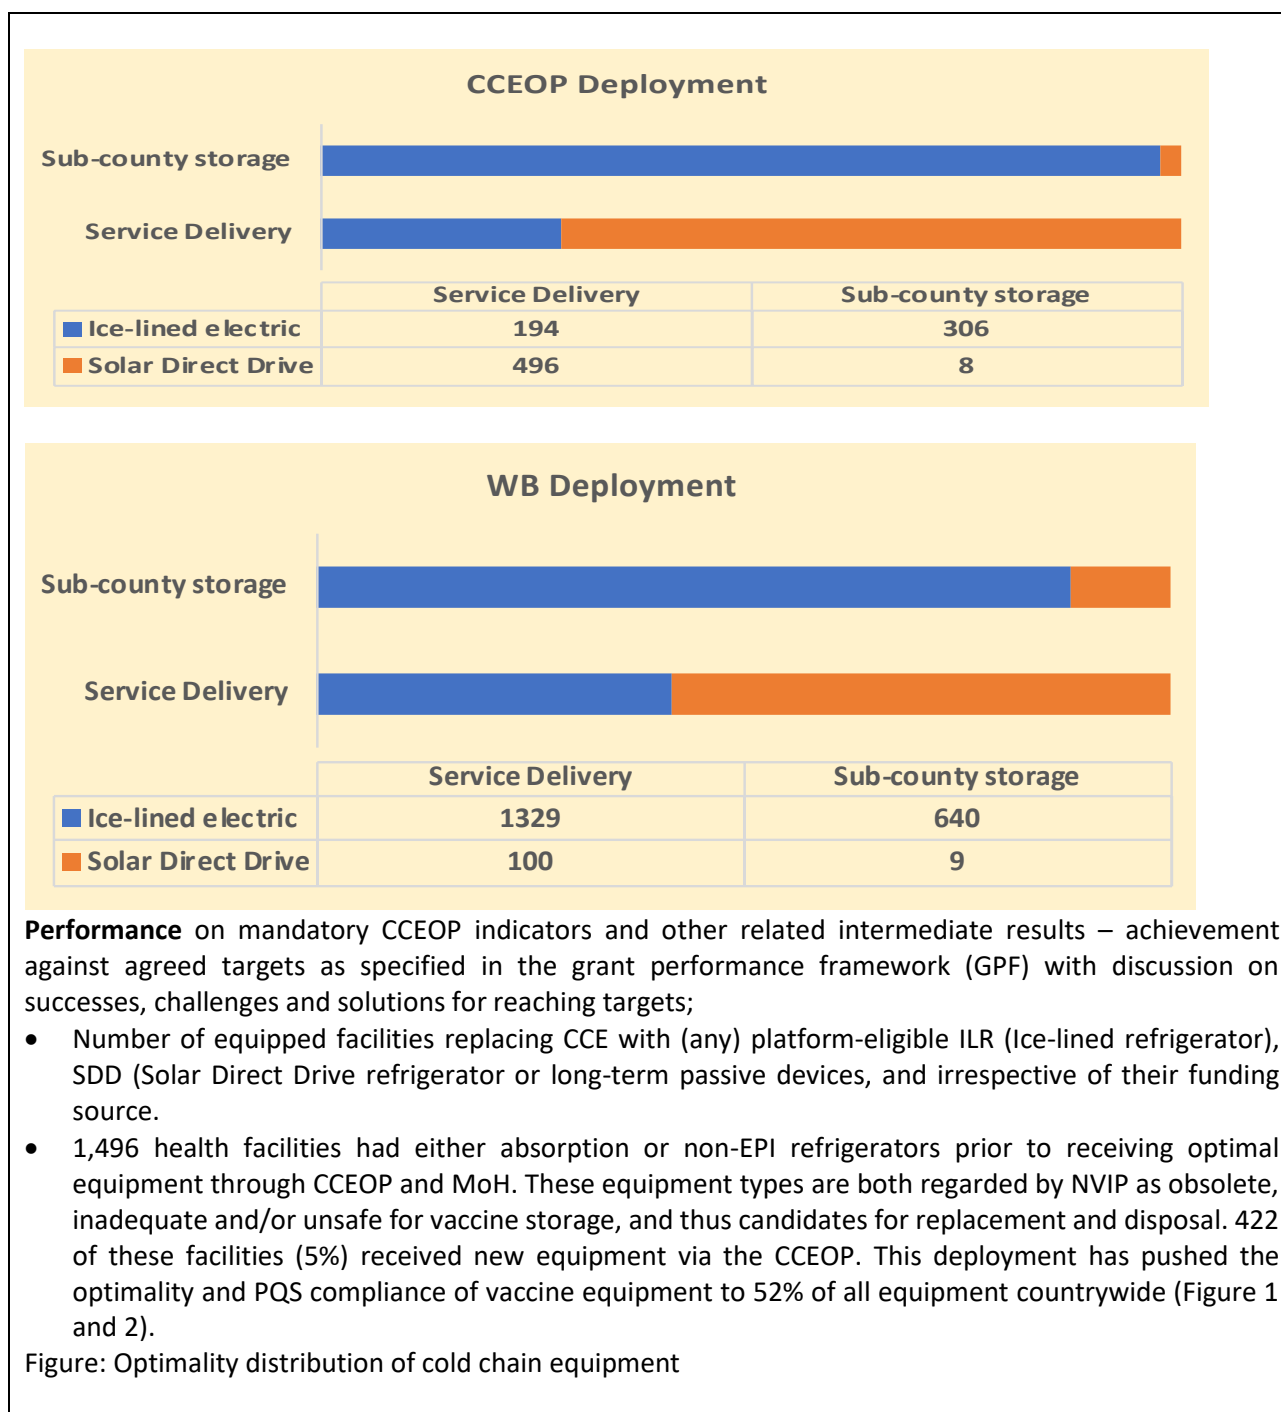 CCEOP Deployment
Sub-county storage
Service Delivery
Service Delivery Sub-county storage
Ice-lined electric 194 306
Solar Direct Drive 496 8
WB Deployment
Sub-county storage
Service Delivery
Service Delivery Sub-county storage
Ice-lined electric 1329 640
Solar Direct Drive 100 9
Performance on mandatory CCEOP indicators and other related intermediate results – achievement
against agreed targets as specified in the grant performance framework (GPF) with discussion on
successes, challenges and solutions for reaching targets;
• Number of equipped facilities replacing CCE with (any) platform-eligible ILR (Ice-lined refrigerator),
SDD (Solar Direct Drive refrigerator or long-term passive devices, and irrespective of their funding
source.
• 1,496 health facilities had either absorption or non-EPI refrigerators prior to receiving optimal
equipment through CCEOP and MoH. These equipment types are both regarded by NVIP as obsolete,
inadequate and/or unsafe for vaccine storage, and thus candidates for replacement and disposal. 422
of these facilities (5%) received new equipment via the CCEOP. This deployment has pushed the
optimality and PQS compliance of vaccine equipment to 52% of all equipment countrywide (Figure 1
and 2).
Figure: Optimality distribution of cold chain equipment